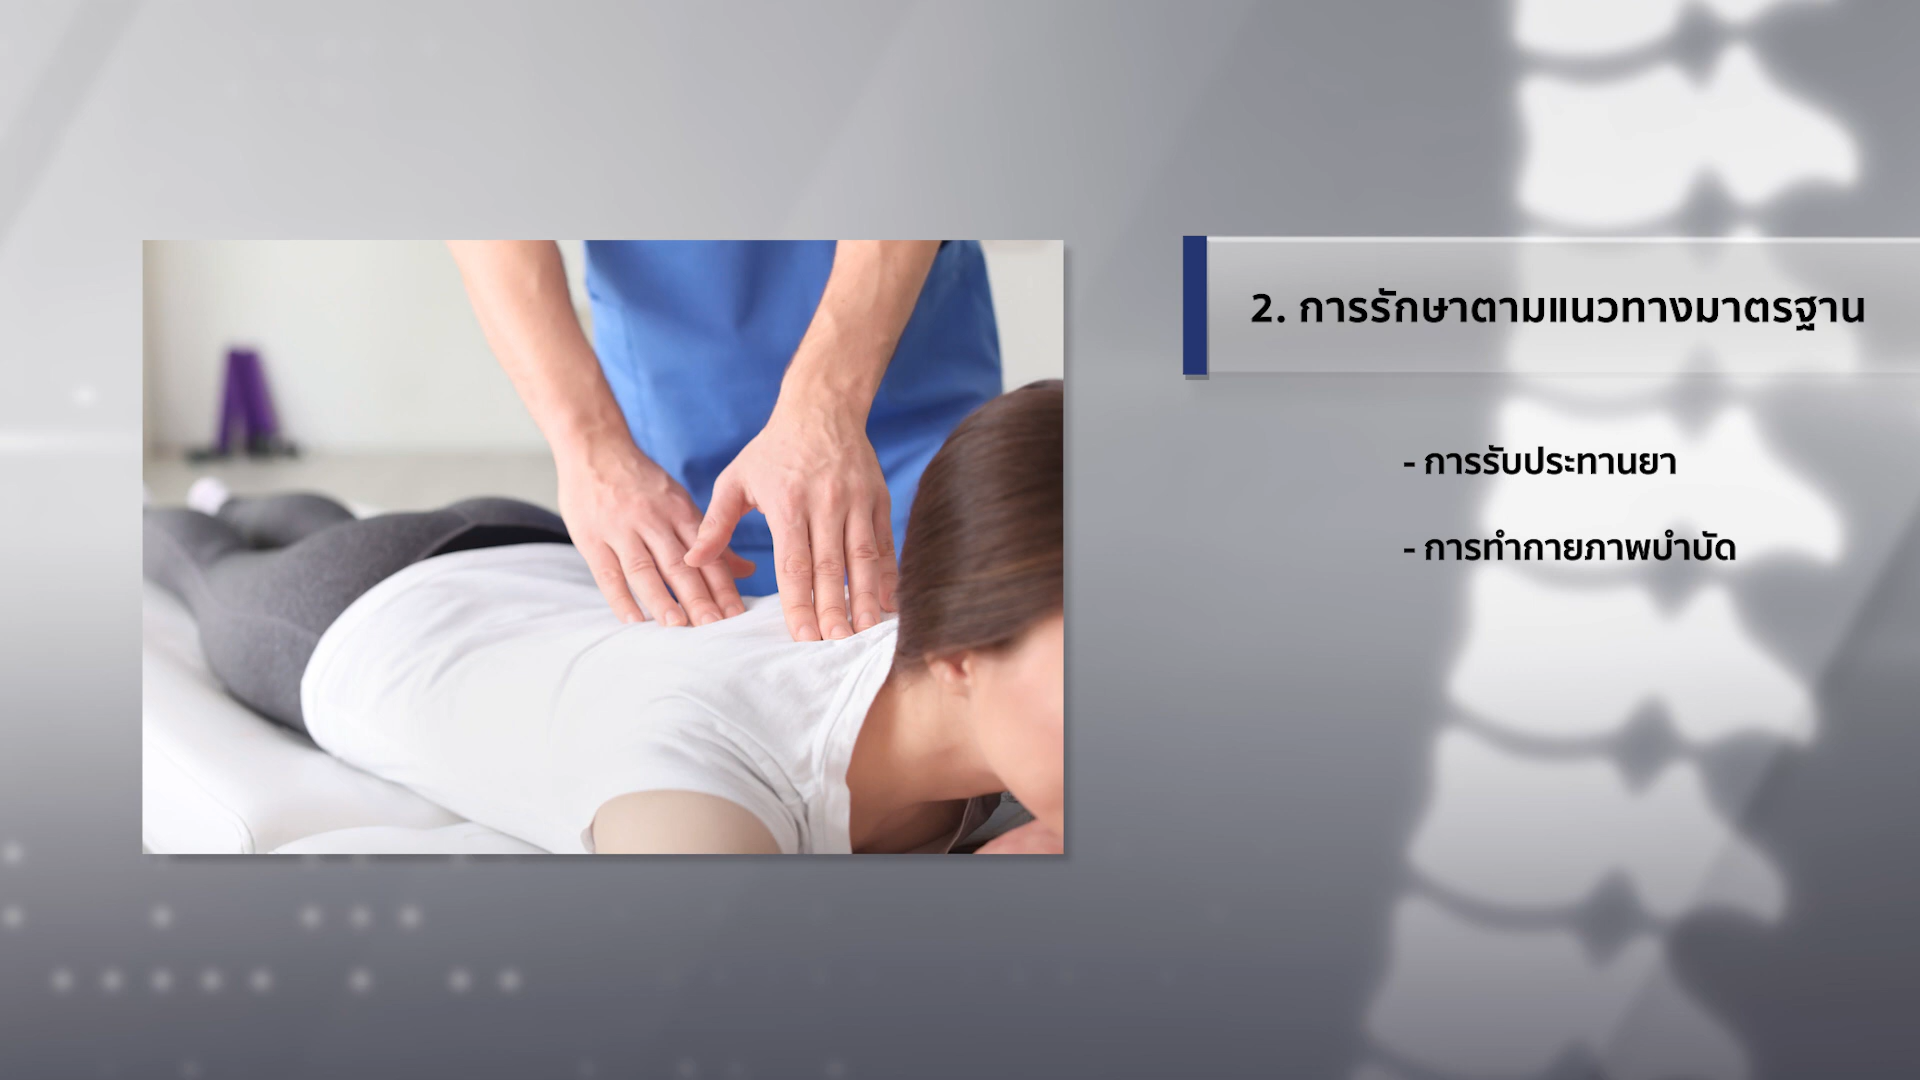 2. การรักษาตามแนวทางมาตรฐาน
- การรับประทานยา
- การทำกายภาพบำบัด